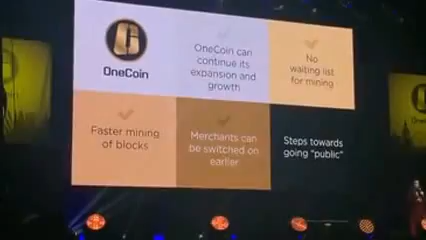 OneCoin
OneCoin can
continue its
expansion and
growth
No
waiting list
for mining
Faster mining
of blocks
Merchants can
be switched on
earlier
Steps towards
going “public”